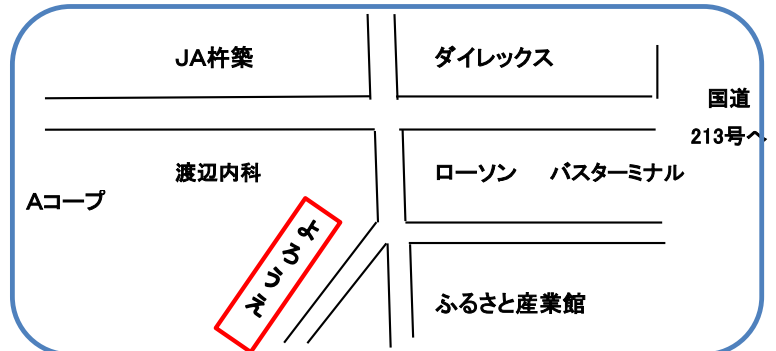 JA杵築
ダイレックス
国道
213号へ
渡辺内科
ローソン
バスターミナル
Aコープ
よろうえ
ふるさと産業館